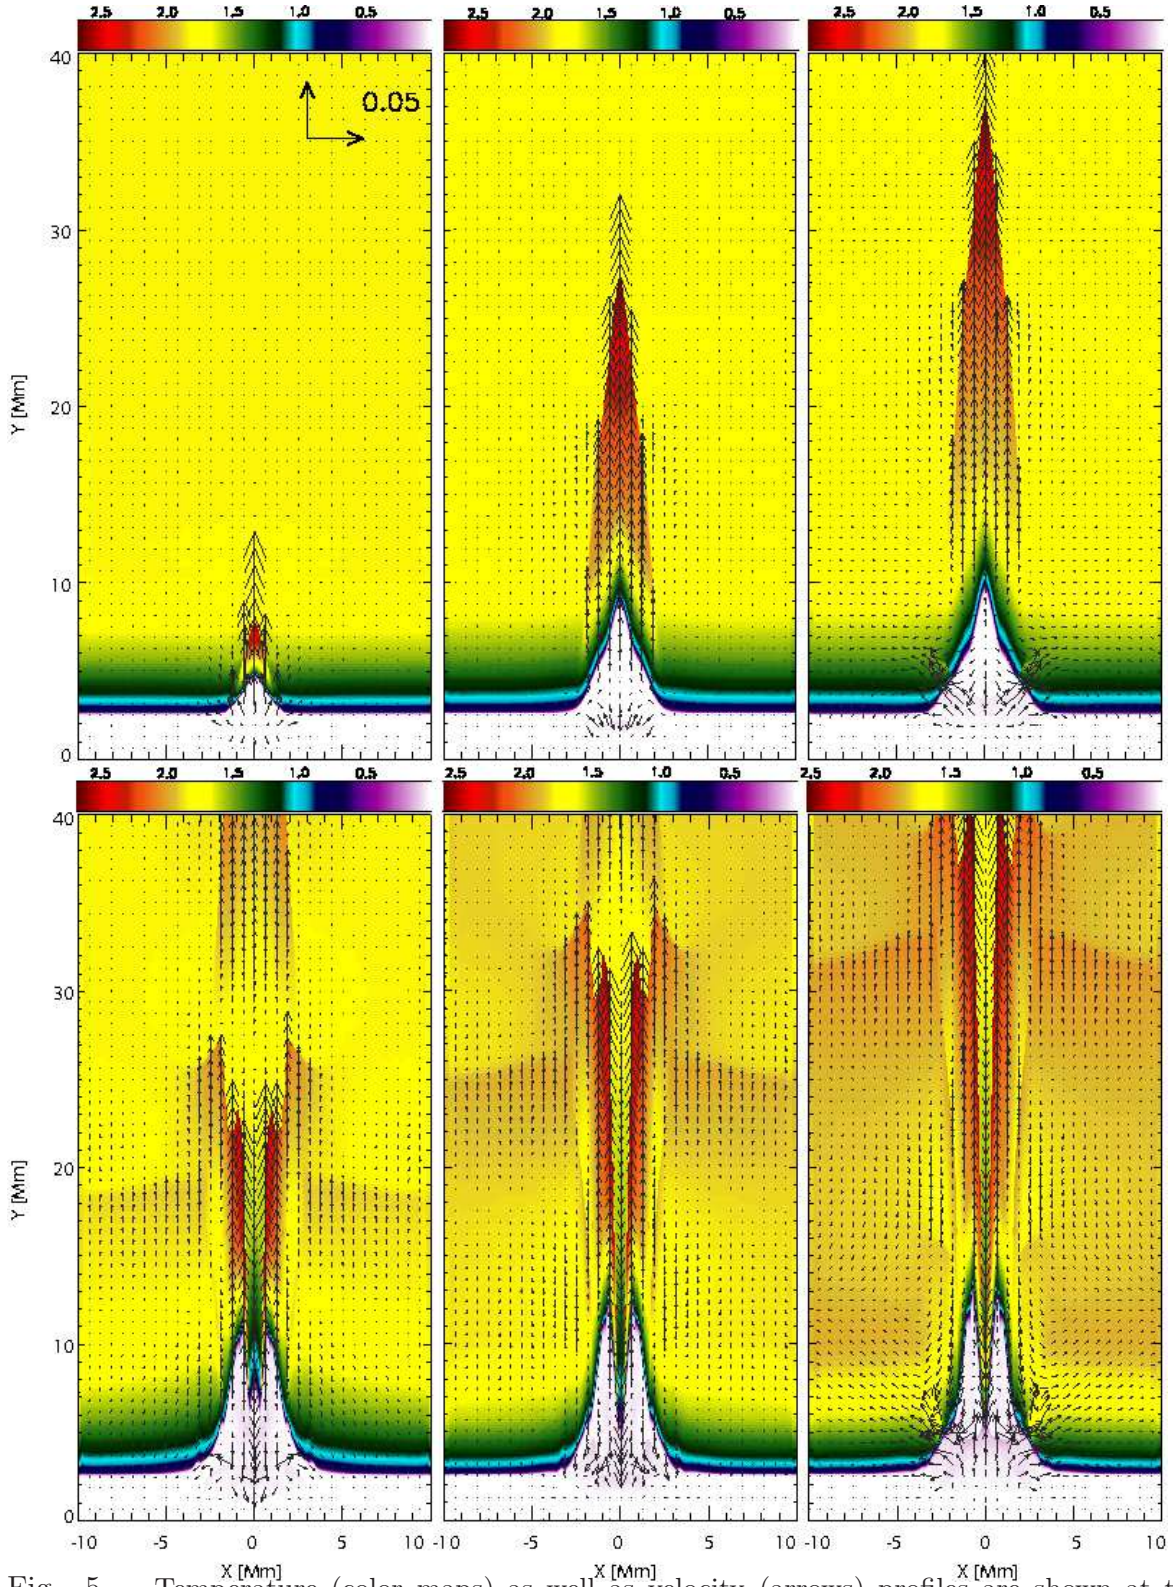 2.5 2.0 1.5 1.0 0.5 2.5 2.0 1.5 1.0 0.5 2.5 2.0 1.5 1.0 0.5
40
0.05
30
Y [Mm]
20
10
0
2.5 2.0 1.5 1.0 0.5 2.5 2.0 1.5 1.0 0.5 2.5 2.0 1.5 1.0 0.5
40
30
Y [Mm]
20
10
0
-10 -5 0 5 -10 -5 0 5 -10 -5 0 5 10
X [Mm] X [Mm] X [Mm]
Fig. 5.— Temperature (color maps) as well as velocity (arrows) profiles are shown at